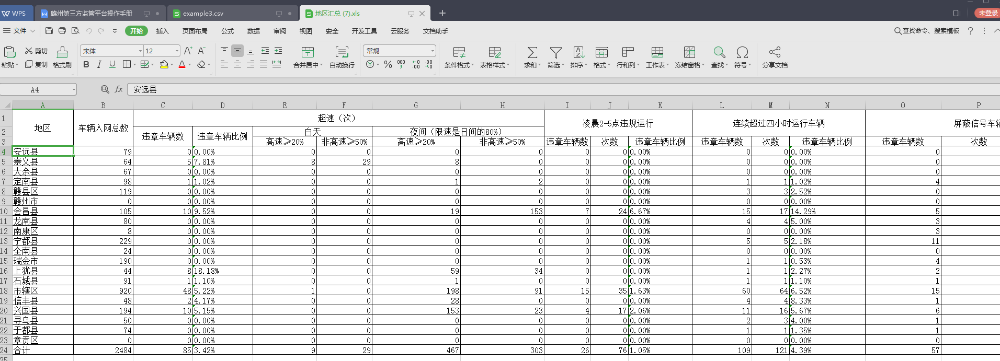 WPS 赣州第三方监管平台操作手册 example3.csv 地区汇总 (7).xls + 未登录
文件 开始 插入 页面布局 公式 数据 审阅 视图 安全 开发工具 云服务 文档助手 查找命令、搜索模板 ?
剪切 宋体 12 A+ A- 常规
粘贴 复制 格式刷 B I U A 合并居中 自动换行 % 000 条件格式 表格样式 求和 筛选 排序 格式 行和列 工作表 冻结窗格 查找 符号 分享文档
A4 fx 安远县
A B C D E F G H I J K L M N O P
1 地区 车辆入网总数 超速（次） 凌晨2-5点违规运行 连续超过四小时运行车辆 屏蔽信号车辆
2 违章车辆数 违章车辆比例 白天 夜间（限速是日间的80%）
3 高速≥20% 非高速≥50% 高速≥20% 非高速≥50% 违章车辆数 次数 违章车辆比例 违章车辆数 次数 违章车辆比例 违章车辆数 次数
4 安远县 79 0 0.00% 0 0 0 0 0 0 0.00% 0 0 0.00% 0
5 崇义县 64 5 7.81% 8 29 8 0 0 0 0.00% 0 0 0.00% 0
6 大余县 67 0 0.00% 0 0 0 0 0 0 0.00% 0 0 0.00% 0
7 定南县 98 1 1.02% 0 0 1 2 0 0 0.00% 1 1 1.02% 4
8 赣县区 119 0 0.00% 0 0 0 0 0 0 0.00% 3 3 2.52% 0
9 赣州市 0 0 0.00% 0 0 0 0 0 0 0.00% 0 0 0.00% 0
10 会昌县 105 10 9.52% 0 0 19 153 7 24 6.67% 15 17 14.29% 5
11 龙南县 80 0 0.00% 0 0 0 0 0 0 0.00% 4 4 5.00% 3
12 南康区 8 0 0.00% 0 0 0 0 0 0 0.00% 0 0 0.00% 3
13 宁都县 229 0 0.00% 0 0 0 0 0 0 0.00% 5 5 2.18% 11
14 全南县 24 0 0.00% 0 0 0 0 0 0 0.00% 0 0 0.00% 0
15 瑞金市 190 0 0.00% 0 0 0 0 0 0 0.00% 1 1 0.53% 4
16 上犹县 44 8 18.18% 0 0 59 34 0 0 0.00% 1 1 2.27% 2
17 石城县 91 1 1.10% 0 0 1 0 0 0 0.00% 1 1 1.10% 1
18 市辖区 920 48 5.22% 1 0 198 91 15 35 1.63% 60 64 6.52% 15
19 信丰县 48 2 4.17% 0 0 28 0 0 0 0.00% 4 4 8.33% 1
20 兴国县 194 10 5.15% 0 0 153 23 4 17 2.06% 11 16 5.67% 6
21 寻乌县 50 0 0.00% 0 0 0 0 0 0 0.00% 2 3 4.00% 1
22 于都县 74 0 0.00% 0 0 0 0 0 0 0.00% 1 1 1.35% 1
23 章贡区 0 0 0.00% 0 0 0 0 0 0 0.00% 0 0 0.00% 0
24 合计 2484 85 3.42% 9 29 467 303 26 76 1.05% 109 121 4.39% 57
25